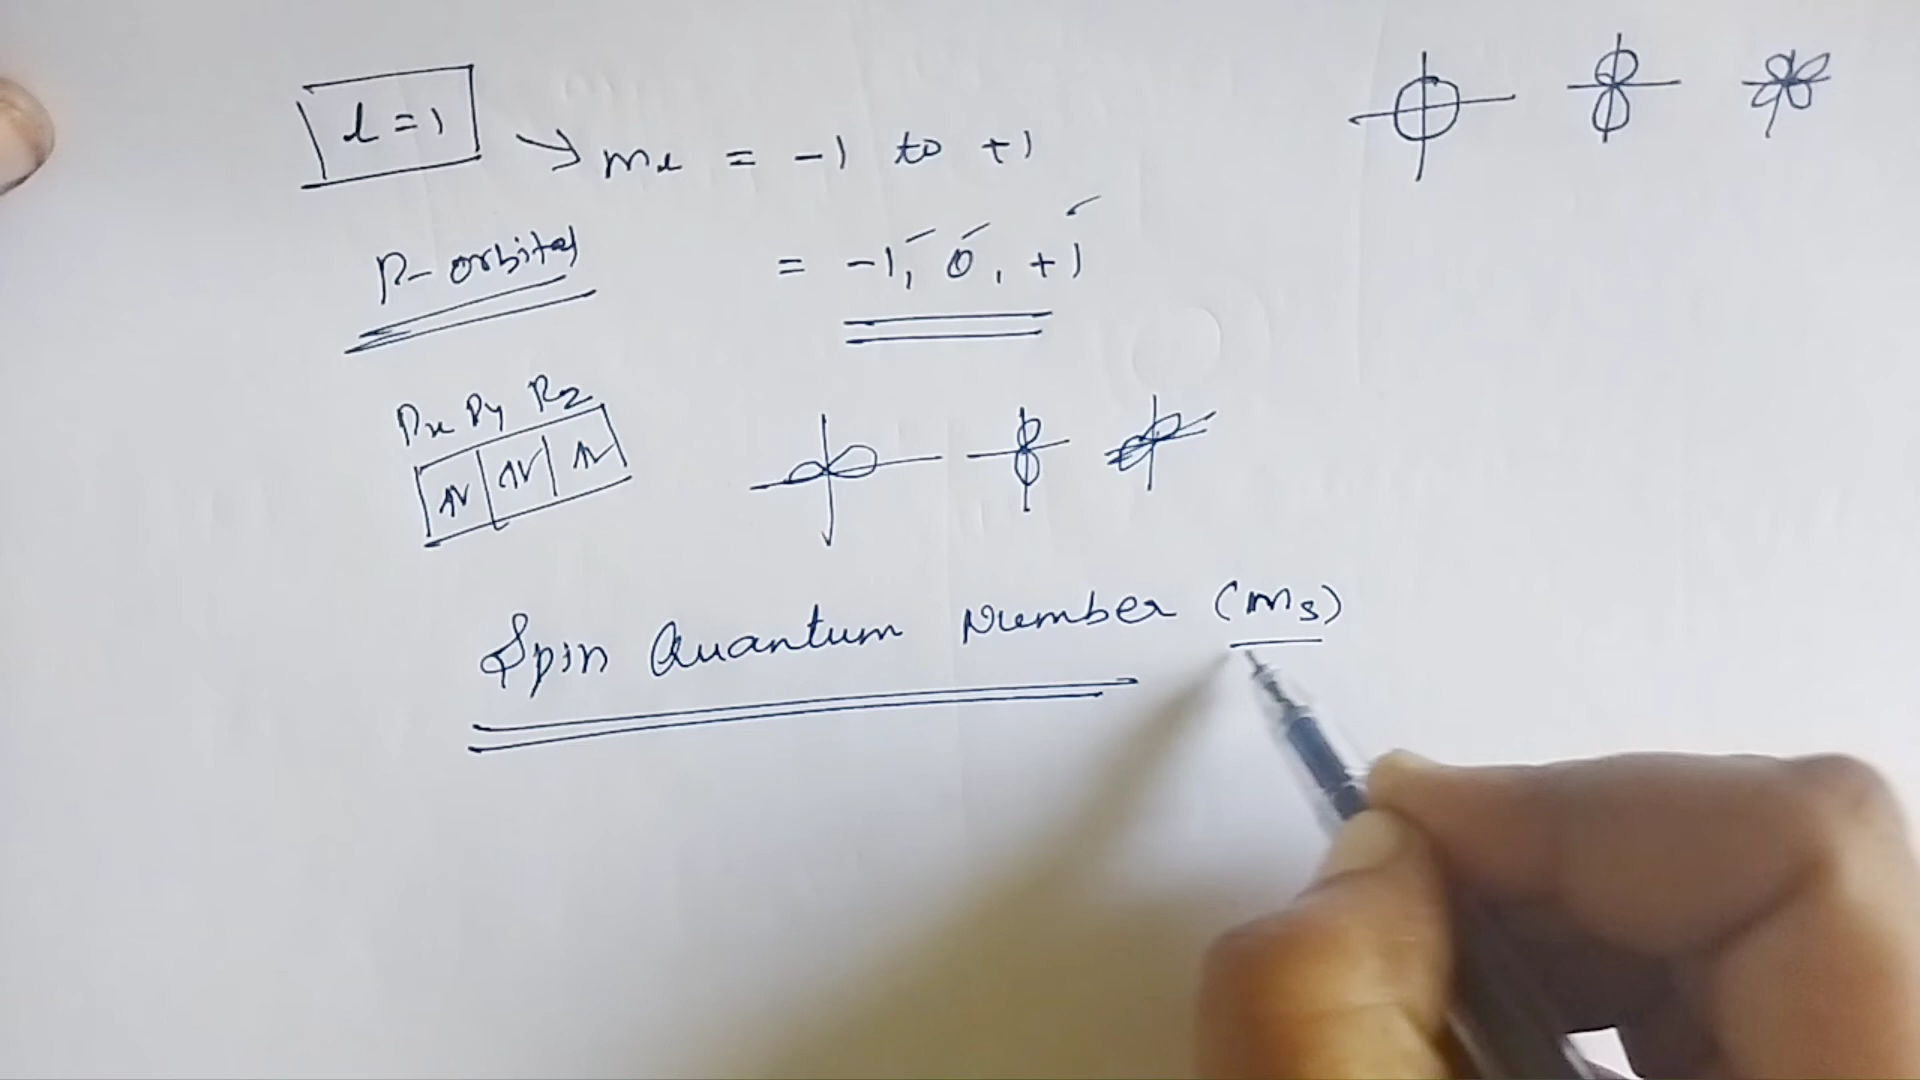 l = 1
mℓ = -1 to +1
P-orbital
= -1, 0, +1
Px Py Pz
Spin Quantum Number (ms)